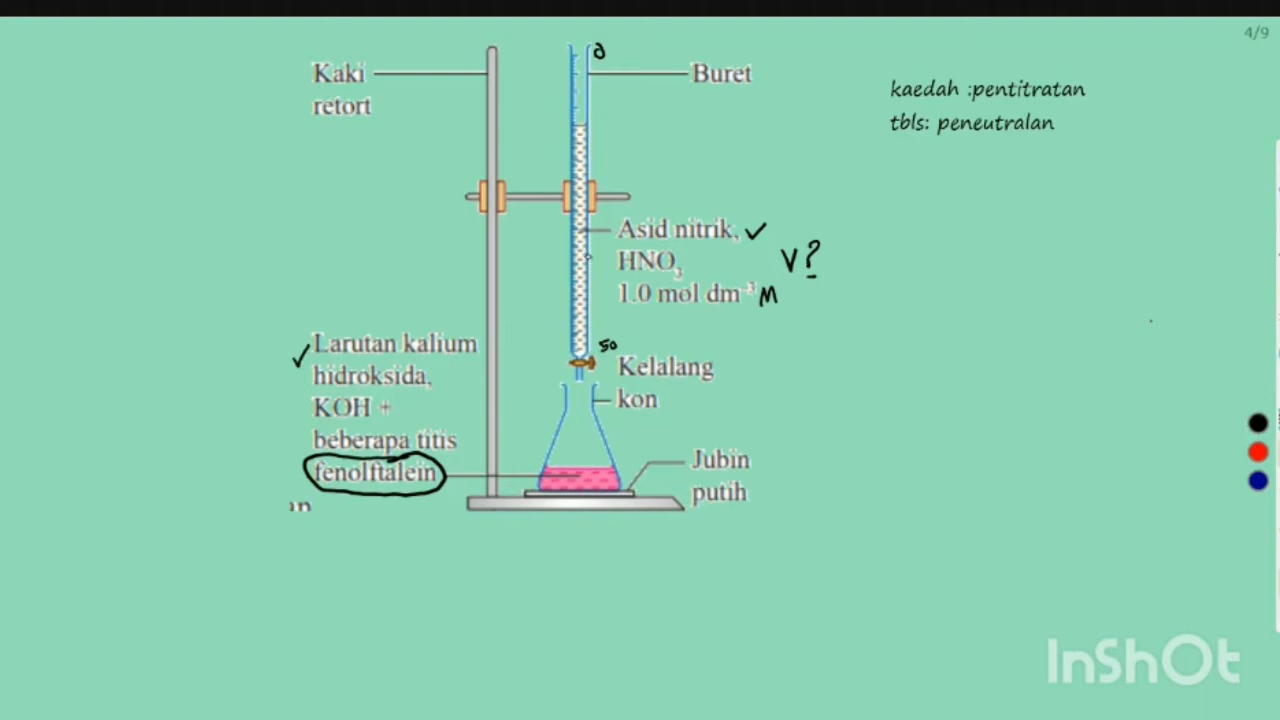 4/9
Kaki
retort
0
Buret
kaedah :pentitratan
tbls: peneutralan
Asid nitrik, ✓
HNO₃
1.0 mol dm⁻³ M
V?
50
✓ Larutan kalium
hidroksida,
KOH +
beberapa titis
fenolftalein
Kelalang
kon
Jubin
putih
InShOt